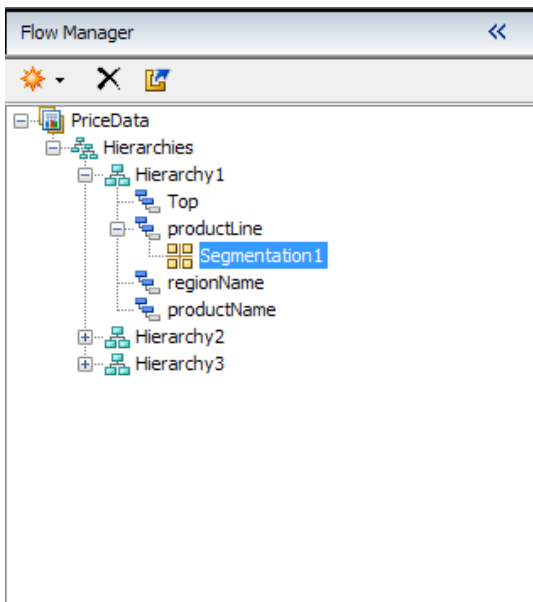 Flow Manager
PriceData
Hierarchies
Hierarchy1
Top
productLine
Segmentation1
regionName
productName
Hierarchy2
Hierarchy3